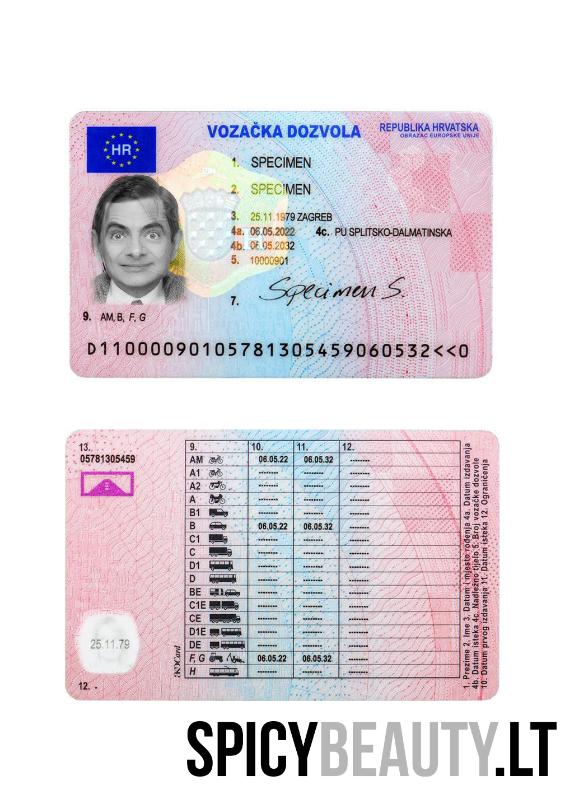 HR
VOZAČKA DOZVOLA
REPUBLIKA HRVATSKA
OBRAZAC EUROPSKE UNIJE
1. SPECIMEN
2. SPECIMEN
3. 25.11.1979 ZAGREB
4a. 06.05.2022 4c. PU SPLITSKO-DALMATINSKA
4b. 06.05.2032
5. 10000901
7. Specimen S.
9. AM, B, F, G
D11000090105781305459060532<<0
13.
05781305459
9. 10. 11. 12.
AM 06.05.22 06.05.32 -------
A1 ------- ------- -------
A2 ------- ------- -------
A ------- ------- -------
B1 ------- ------- -------
B 06.05.22 06.05.32 -------
C1 ------- ------- -------
C ------- ------- -------
D1 ------- ------- -------
D ------- ------- -------
BE ------- ------- -------
C1E ------- ------- -------
CE ------- ------- -------
D1E ------- ------- -------
DE ------- ------- -------
F, G 06.05.22 06.05.32 -------
H ------- ------- -------
25.11.79
12. -
1. Prezime 2. Ime 3. Datum i mjesto rođenja 4a. Datum izdavanja
4b. Datum isteka 4c. Nadležno tijelo 5. Broj vozačke dozvole
10. Datum prvog izdavanja 11. Datum isteka 12. Ograničenja
SPICYBEAUTY.LT